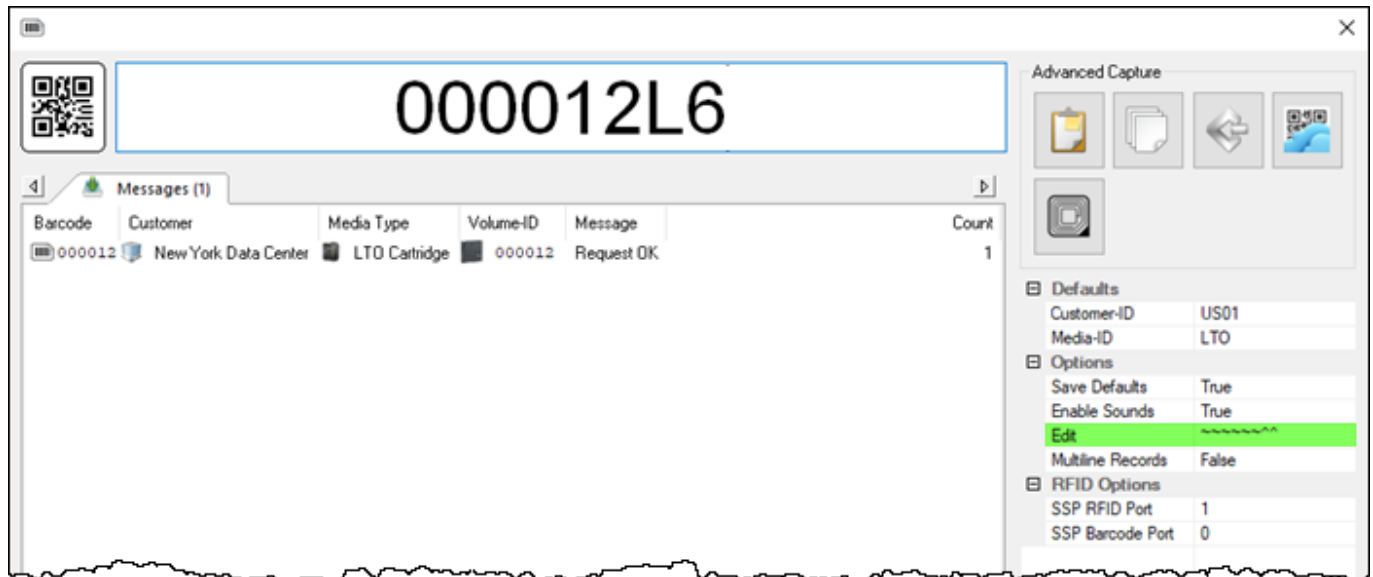 000012L6
Messages (1)
Barcode Customer Media Type Volume-ID Message Count
000012 New York Data Center LTO Cartridge 000012 Request OK 1
Advanced Capture
Defaults
Customer-ID US01
Media-ID LTO
Options
Save Defaults True
Enable Sounds True
Edit ~~~~~~^^
Multiline Records False
RFID Options
SSP RFID Port 1
SSP Barcode Port 0